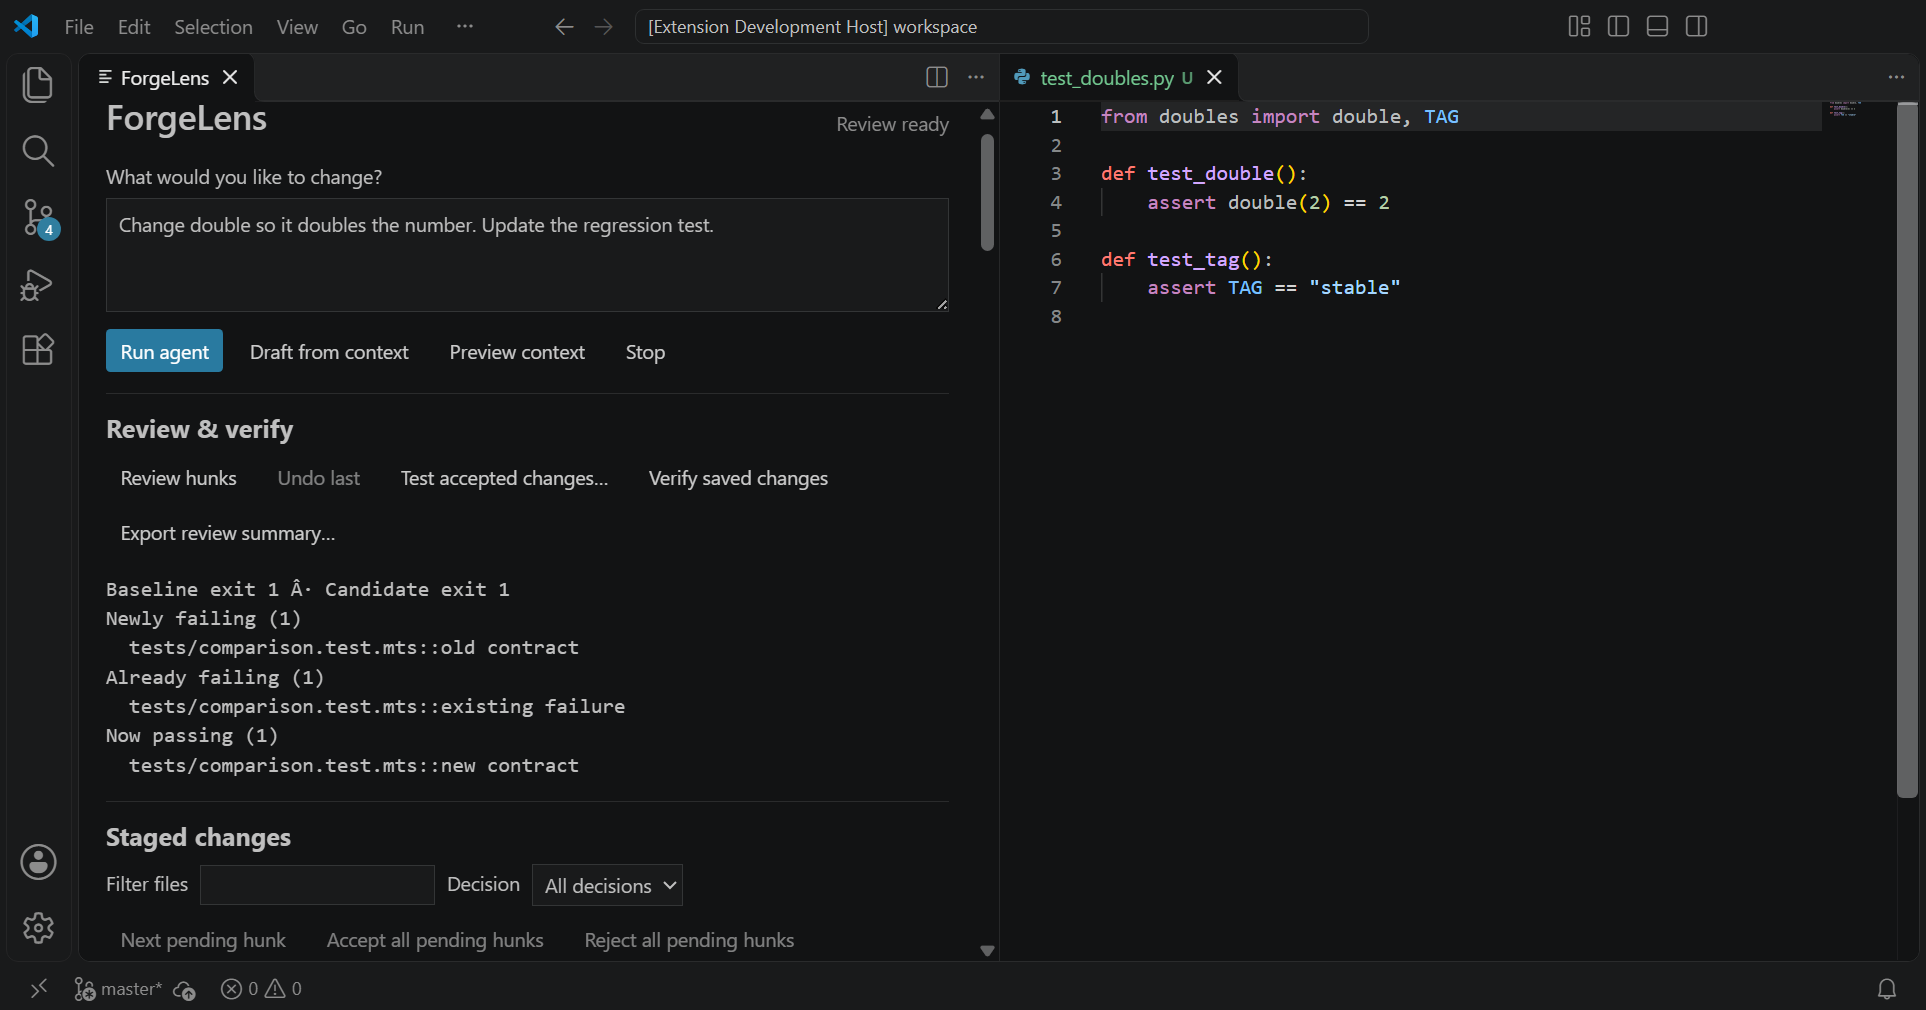 File Edit Selection View Go Run ···
[Extension Development Host] workspace
ForgeLens
test_doubles.py U
ForgeLens
Review ready
What would you like to change?
Change double so it doubles the number. Update the regression test.
Run agent Draft from context Preview context Stop
Review & verify
Review hunks Undo last Test accepted changes... Verify saved changes
Export review summary...
Baseline exit 1 Â· Candidate exit 1
Newly failing (1)
tests/comparison.test.mts::old contract
Already failing (1)
tests/comparison.test.mts::existing failure
Now passing (1)
tests/comparison.test.mts::new contract
Staged changes
Filter files Decision All decisions
Next pending hunk Accept all pending hunks Reject all pending hunks
1 from doubles import double, TAG
2
3 def test_double():
4 assert double(2) == 2
5
6 def test_tag():
7 assert TAG == "stable"
8
4
master* 0 0